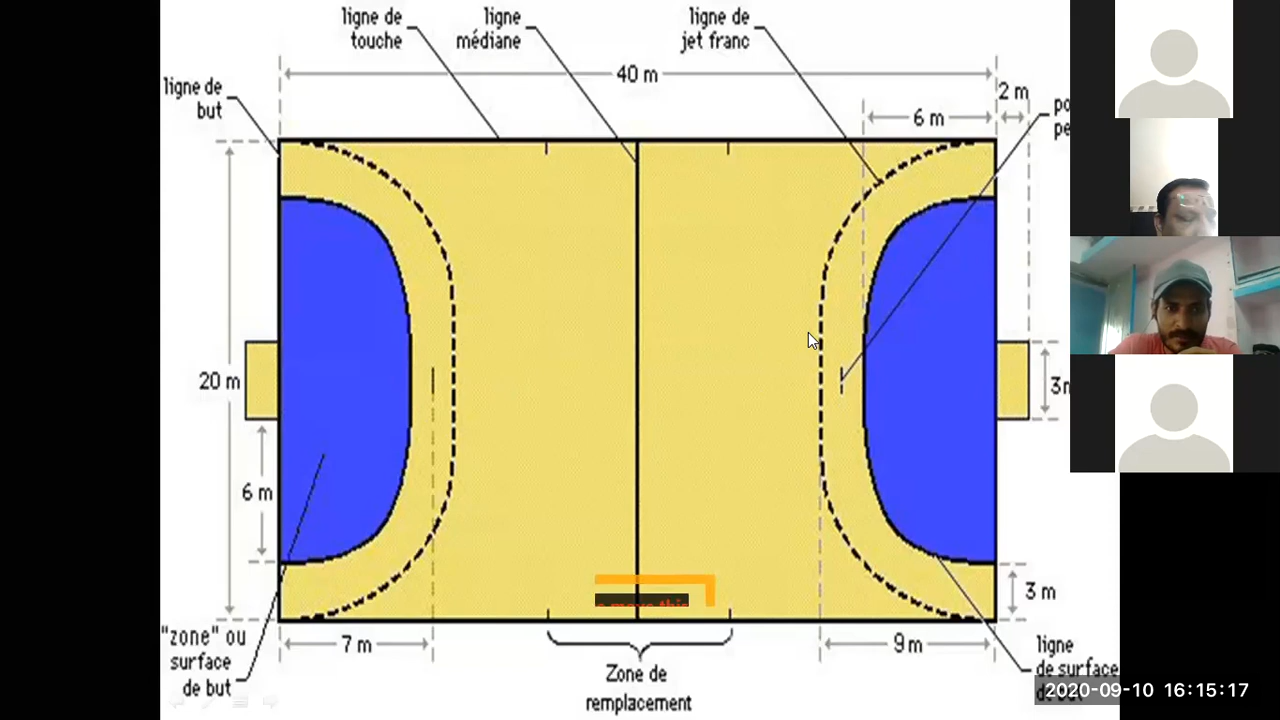 ligne de
touche
ligne
médiane
ligne de
jet franc
ligne de
but
40 m
2 m
6 m
20 m
6 m
3 m
7 m
9 m
"zone" ou
surface
de but
Zone de
remplacement
ligne
de surface
2020-09-10 16:15:17